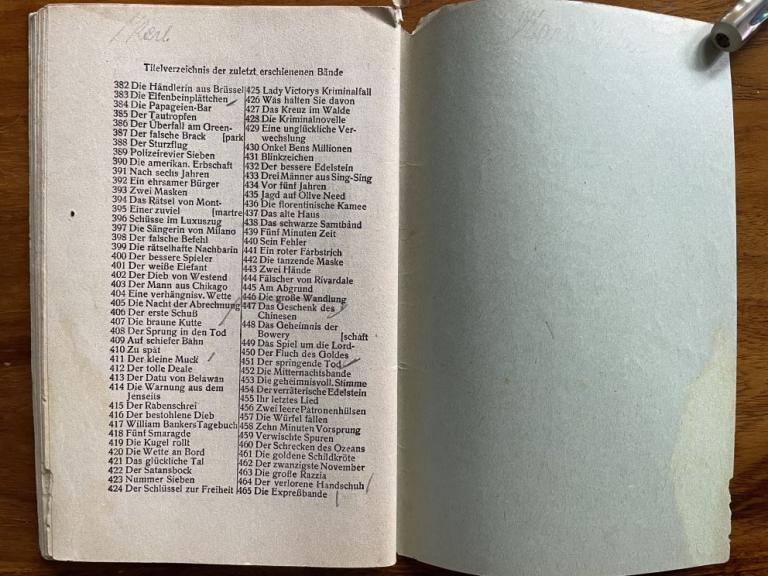 Titelverzeichnis der zuletzt erschienenen Bände
382 Die Händlerin aus Brüssel
383 Die Elfenbeinplättchen
384 Die Papageien-Bar
385 Der Tautropfen
386 Der Überfall am Green-
387 Der falsche Brack [park
388 Der Sturzflug
389 Polizeirevier Sieben
390 Die amerikan. Erbschaft
391 Nach sechs Jahren
392 Ein ehrsamer Bürger
393 Zwei Masken
394 Das Rätsel von Mont-
395 Einer zuviel [martre
396 Schüsse im Luxuszug
397 Die Sängerin von Milano
398 Der falsche Befehl
399 Die rätselhafte Nachbarin
400 Der bessere Spieler
401 Der weiße Elefant
402 Der Dieb von Westend
403 Der Mann aus Chikago
404 Eine verhängnisv. Wette
405 Die Nacht der Abrechnung
406 Der erste Schuß
407 Die braune Kutte
408 Der Sprung in den Tod
409 Auf schiefer Bahn
410 Zu spät
411 Der kleine Muck
412 Der tolle Deale
413 Der Datu von Belawan
414 Die Warnung aus dem
Jenseits
415 Der Rabenschrei
416 Der bestohlene Dieb
417 William Bankers Tagebuch
418 Fünf Smaragde
419 Die Kugel rollt
420 Die Wette an Bord
421 Das glückliche Tal
422 Der Satansbock
423 Nummer Sieben
424 Der Schlüssel zur Freiheit
425 Lady Victorys Kriminalfall
426 Was halten Sie davon
427 Das Kreuz im Walde
428 Die Kriminalnovelle
429 Eine unglückliche Ver-
wechslung
430 Onkel Bens Millionen
431 Blinkzeichen
432 Der bessere Edelstein
433 Drei Männer aus Sing-Sing
434 Vor fünf Jahren
435 Jagd auf Olive Need
436 Die florentinische Kamee
437 Das alte Haus
438 Das schwarze Samtband
439 Fünf Minuten Zeit
440 Sein Fehler
441 Ein roter Farbstrich
442 Die tanzende Maske
443 Zwei Hände
444 Fälscher von Rivardale
445 Am Abgrund
446 Die große Wandlung
447 Das Geschenk des
Chinesen
448 Das Geheimnis der
Bowery [schaft
449 Das Spiel um die Lord-
450 Der Fluch des Goldes
451 Der springende Tod
452 Die Mitternachtsbande
453 Die geheimnisvoll. Stimme
454 Der verräterische Edelstein
455 Ihr letztes Lied
456 Zwei leere Patronenhülsen
457 Die Würfel fallen
458 Zehn Minuten Vorsprung
459 Verwischte Spuren
460 Der Schrecken des Ozeans
461 Die goldene Schildkröte
462 Der zwanzigste November
463 Die große Razzia
464 Der verlorene Handschuh
465 Die Expreßbande